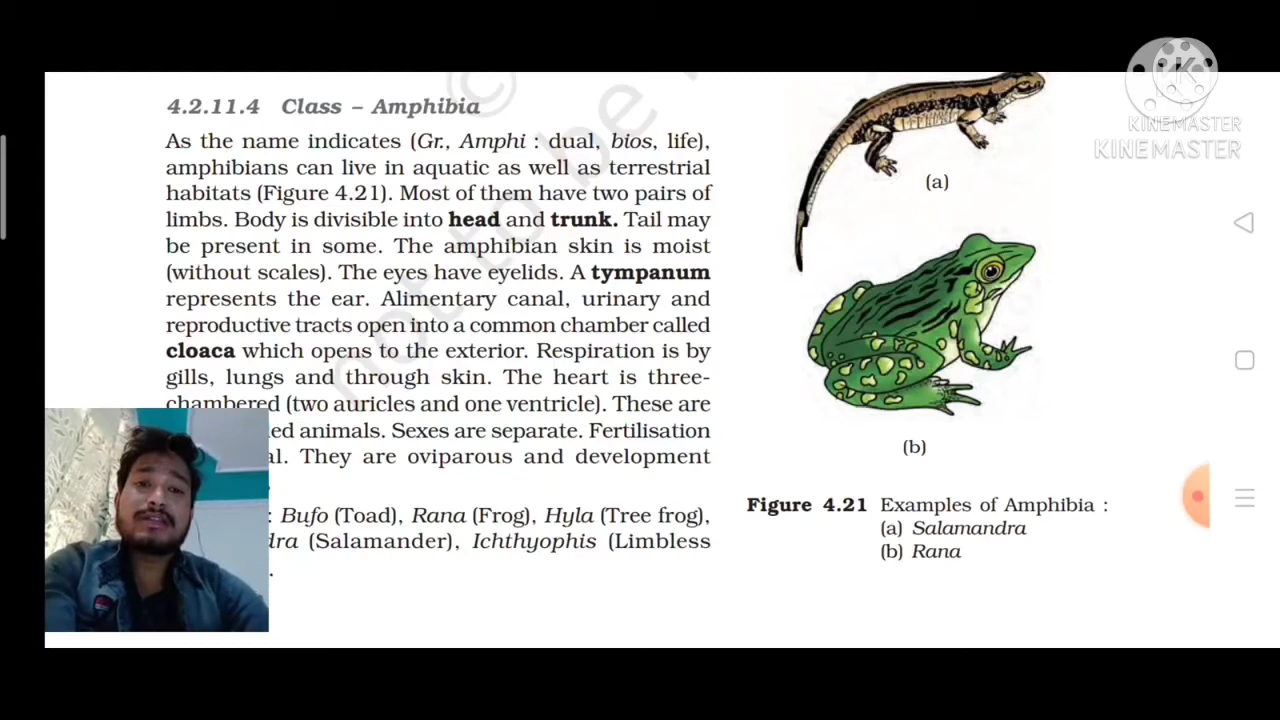 4.2.11.4 Class – Amphibia
As the name indicates (Gr., Amphi : dual, bios, life),
amphibians can live in aquatic as well as terrestrial
habitats (Figure 4.21). Most of them have two pairs of
limbs. Body is divisible into head and trunk. Tail may
be present in some. The amphibian skin is moist
(without scales). The eyes have eyelids. A tympanum
represents the ear. Alimentary canal, urinary and
reproductive tracts open into a common chamber called
cloaca which opens to the exterior. Respiration is by
gills, lungs and through skin. The heart is three-
chambered (two auricles and one ventricle). These are
ed animals. Sexes are separate. Fertilisation
al. They are oviparous and development
: Bufo (Toad), Rana (Frog), Hyla (Tree frog),
dra (Salamander), Ichthyophis (Limbless
.
(a)
(b)
Figure 4.21 Examples of Amphibia :
(a) Salamandra
(b) Rana
© not to be
K
KINEMASTER
KINEMASTER